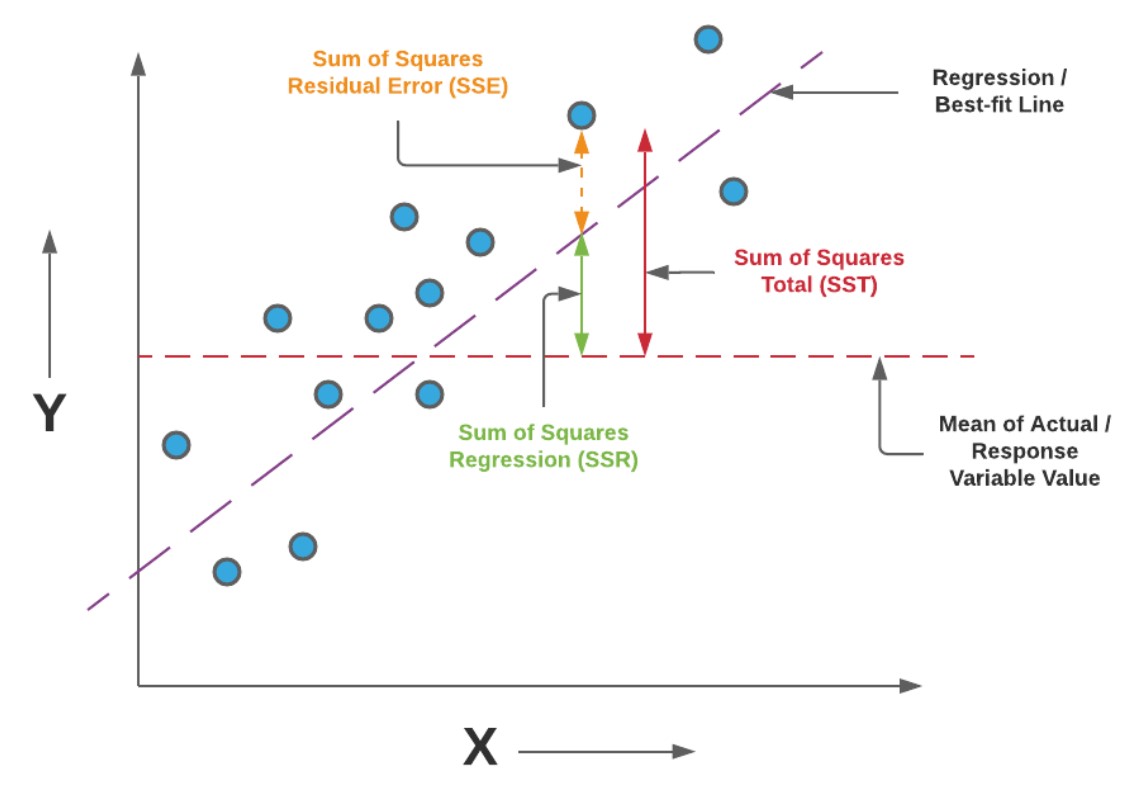 Sum of Squares
Residual Error (SSE)
Regression /
Best-fit Line
Sum of Squares
Total (SST)
Y
Sum of Squares
Regression (SSR)
Mean of Actual /
Response
Variable Value
X